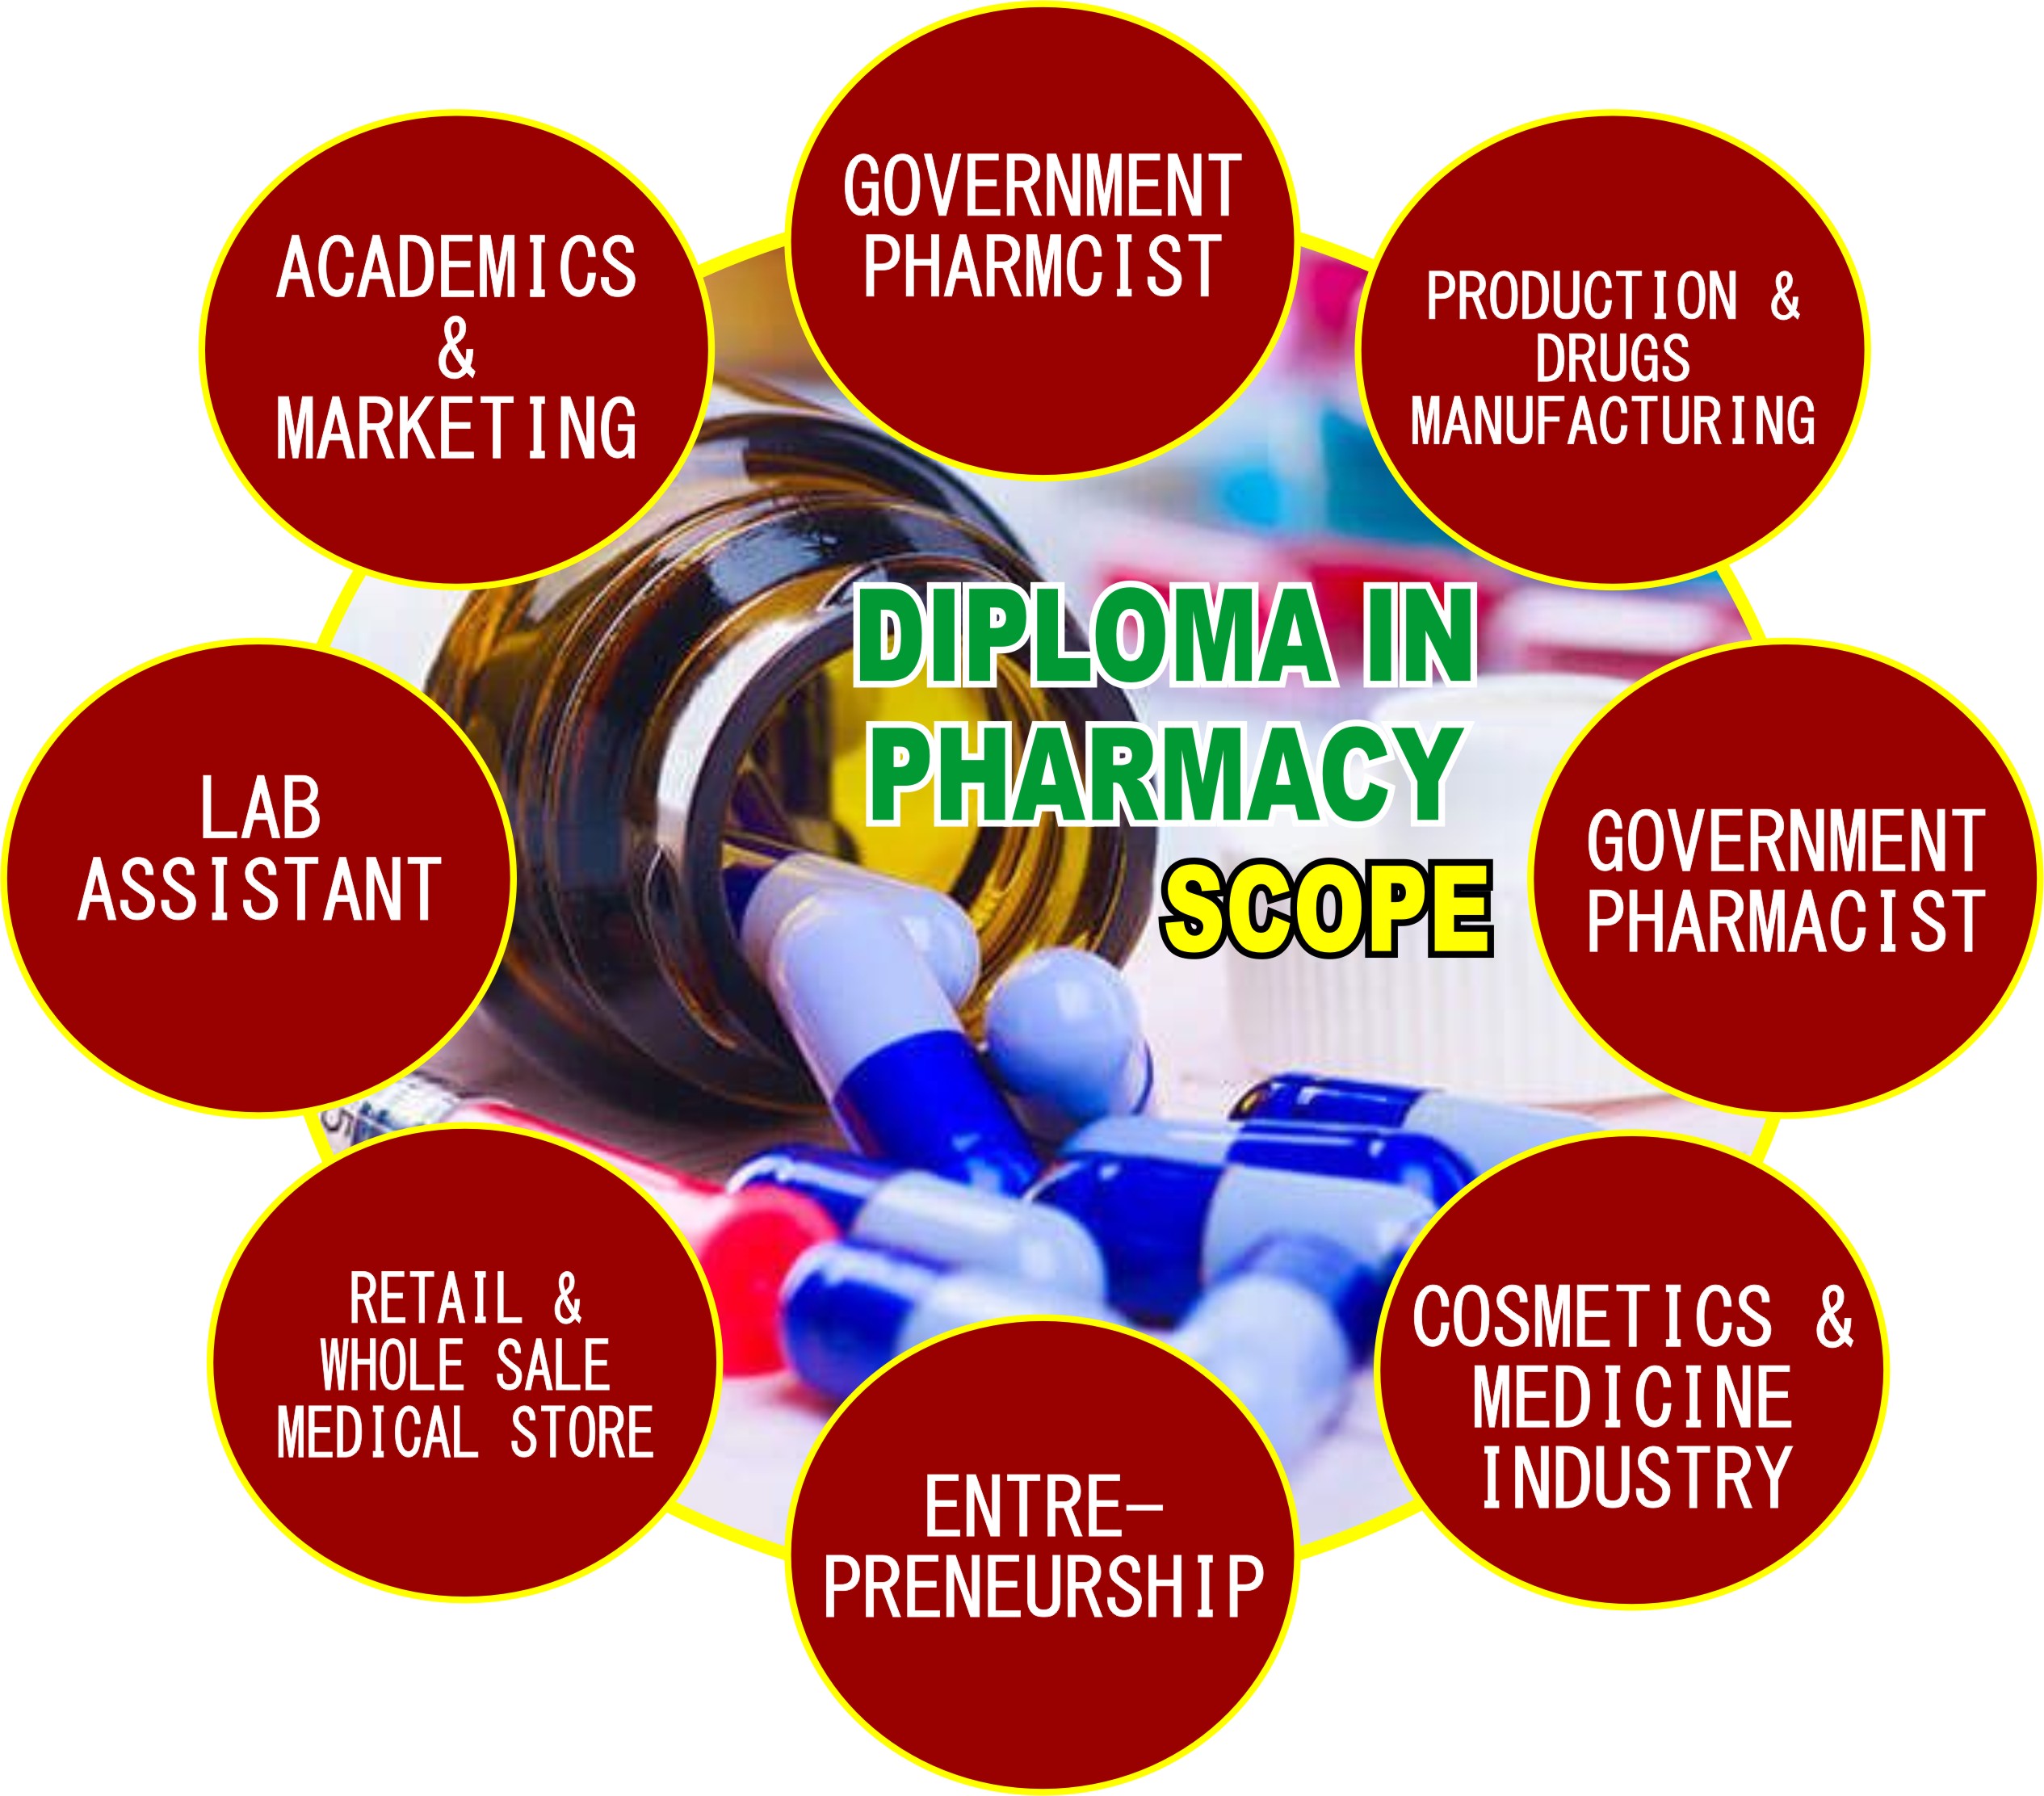 GOVERNMENT
PHARMCIST
ACADEMICS
&
MARKETING
PRODUCTION &
DRUGS
MANUFACTURING
DIPLOMA IN
PHARMACY
SCOPE
LAB
ASSISTANT
GOVERNMENT
PHARMACIST
RETAIL &
WHOLE SALE
MEDICAL STORE
COSMETICS &
MEDICINE
INDUSTRY
ENTRE-
PRENEURSHIP